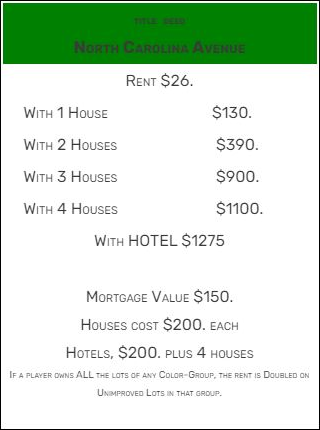 TITLE DEED
North Carolina Avenue
Rent $26.
With 1 House $130.
With 2 Houses $390.
With 3 Houses $900.
With 4 Houses $1100.
With HOTEL $1275
Mortgage Value $150.
Houses cost $200. each
Hotels, $200. plus 4 houses
If a player owns ALL the lots of any Color-Group, the rent is Doubled on
Unimproved Lots in that group.